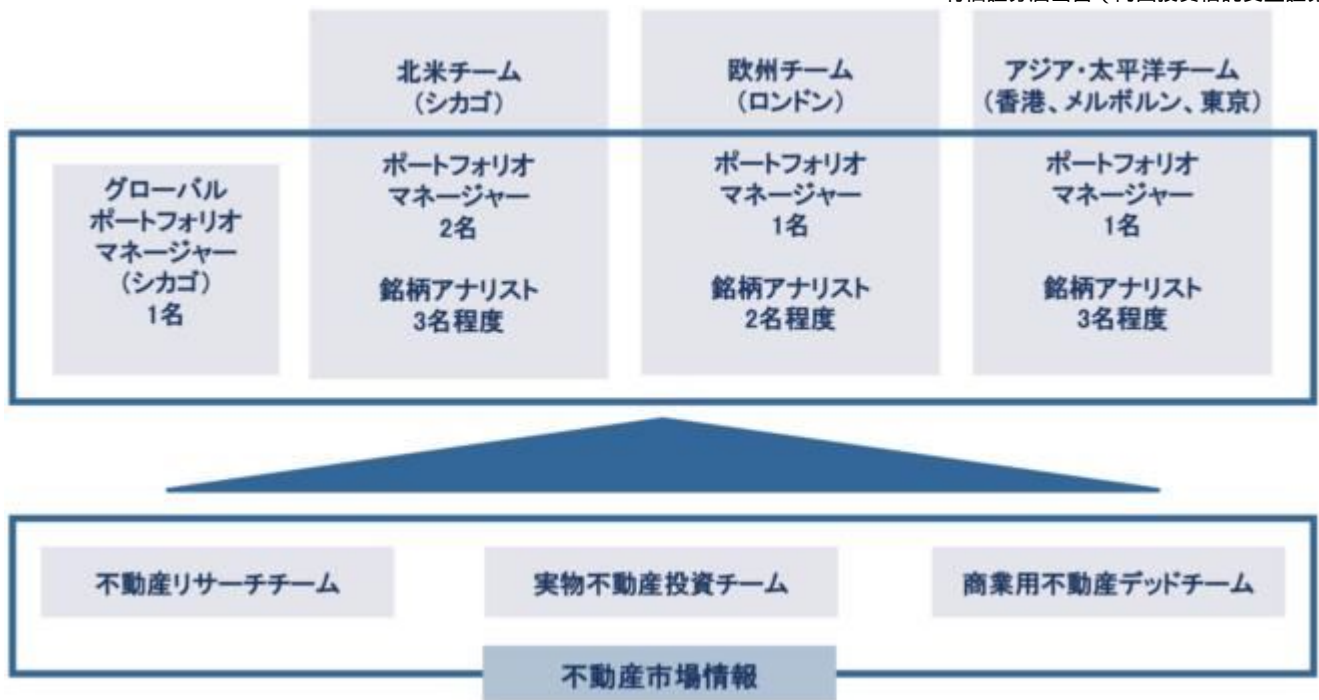 北米チーム
(シカゴ)
欧州チーム
(ロンドン)
アジア・太平洋チーム
(香港、メルボルン、東京)
グローバル
ポートフォリオ
マネージャー
(シカゴ)
1名
ポートフォリオ
マネージャー
2名
銘柄アナリスト
3名程度
ポートフォリオ
マネージャー
1名
銘柄アナリスト
2名程度
ポートフォリオ
マネージャー
1名
銘柄アナリスト
3名程度
不動産リサーチチーム
実物不動産投資チーム
商業用不動産デッドチーム
不動産市場情報